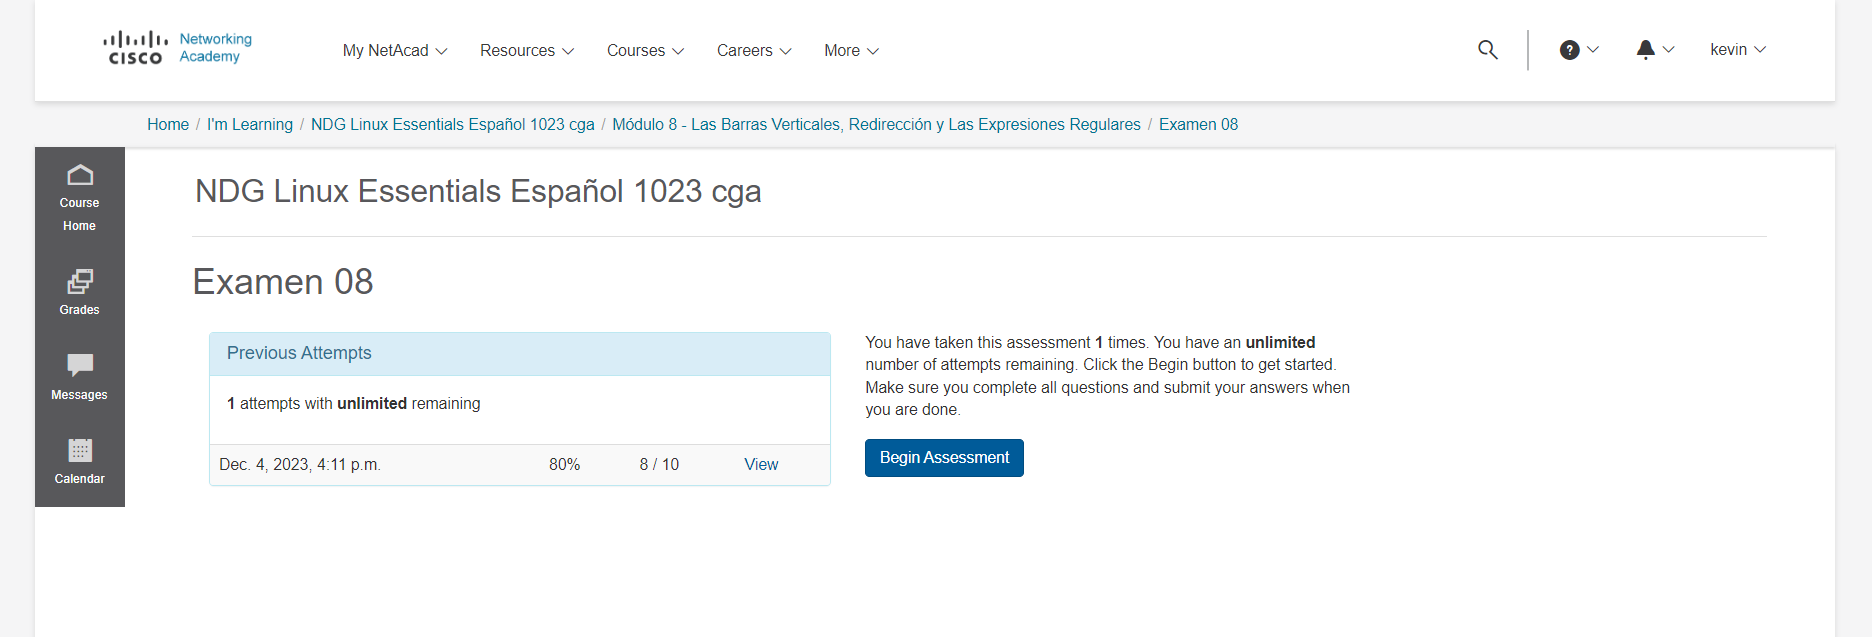 CISCO Networking Academy
My NetAcad Resources Courses Careers More kevin
Home / I'm Learning / NDG Linux Essentials Español 1023 cga / Módulo 8 - Las Barras Verticales, Redirección y Las Expresiones Regulares / Examen 08
Course
Home
Grades
Messages
Calendar
NDG Linux Essentials Español 1023 cga
Examen 08
Previous Attempts
1 attempts with unlimited remaining
Dec. 4, 2023, 4:11 p.m. 80% 8 / 10 View
You have taken this assessment 1 times. You have an unlimited
number of attempts remaining. Click the Begin button to get started.
Make sure you complete all questions and submit your answers when
you are done.
Begin Assessment